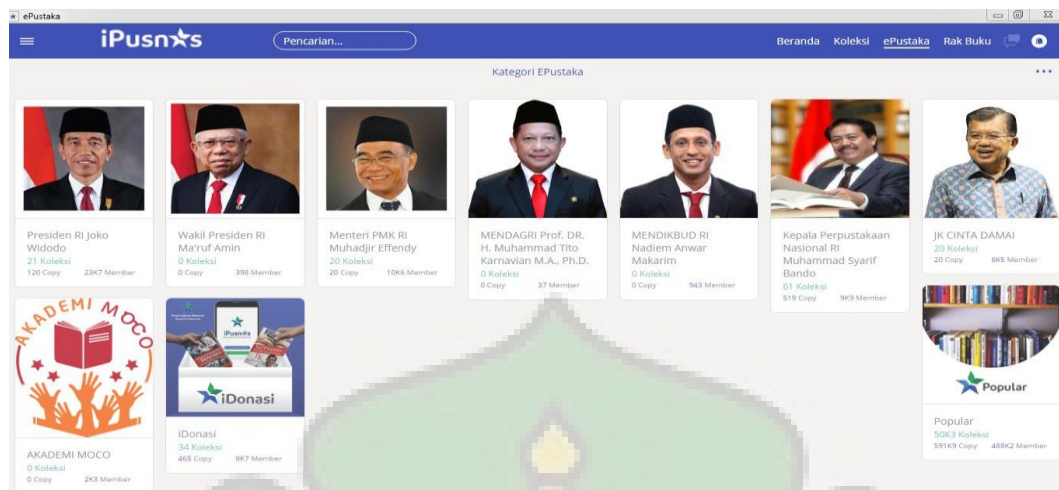 ePustaka
iPusnas
Pencarian...
Beranda Koleksi ePustaka Rak Buku
Kategori EPustaka
Presiden RI Joko
Widodo
21 Koleksi
120 Copy 23K7 Member
Wakil Presiden RI
Ma'ruf Amin
0 Koleksi
0 Copy 398 Member
Menteri PMK RI
Muhadjir Effendy
20 Koleksi
20 Copy 10K6 Member
MENDAGRI Prof. DR.
H. Muhammad Tito
Karnavian M.A., Ph.D.
0 Koleksi
0 Copy 37 Member
MENDIKBUD RI
Nadiem Anwar
Makarim
0 Koleksi
0 Copy 943 Member
Kepala Perpustakaan
Nasional RI
Muhammad Syarif
Bando
61 Koleksi
519 Copy 9K9 Member
JK CINTA DAMAI
20 Koleksi
20 Copy 8K5 Member
AKADEMI MOCO
AKADEMI MOCO
0 Koleksi
0 Copy 2K3 Member
iPusnas
iDonasi
iDonasi
34 Koleksi
465 Copy 8K7 Member
Popular
Popular
50K3 Koleksi
591K9 Copy 488K2 Member